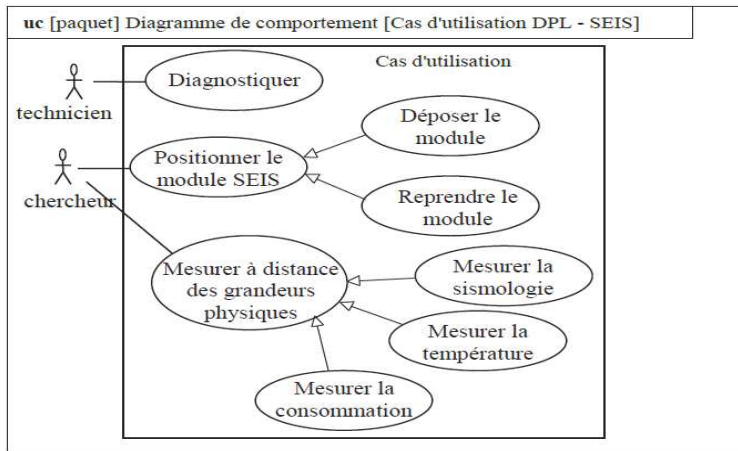 uc [paquet] Diagramme de comportement [Cas d'utilisation DPL - SEIS]
Cas d'utilisation
technicien
Diagnostiquer
Déposer le
module
chercheur
Positionner le
module SEIS
Reprendre le
module
Mesurer à distance
des grandeurs
physiques
Mesurer la
sismologie
Mesurer la
température
Mesurer la
consommation